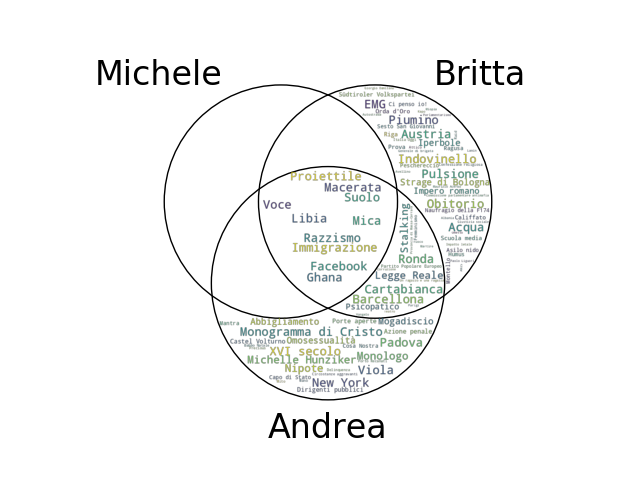 Michele
Britta
Südtiroler Volkspartei
EMG
Ci penso io!
Orda d'Oro
Piumino
Sesto San Giovanni
Riga
Austria
Iperbole
Prova
Ragusa
Indovinello
Peschereccio
Pulsione
Strage di Bologna
Impero romano
Obitorio
Naufragio della F174
Califfato
Acqua
Scuola media
Asilo nido
Humus
Proiettile
Macerata
Suolo
Voce
Libia
Mica
Razzismo
Immigrazione
Facebook
Ghana
Stalking
Ronda
Partito Popolare Europeo
Legge Reale
Cartabianca
Barcellona
Psicopatico
Mantra
Abbigliamento
Porte aperte
Mogadiscio
Monogramma di Cristo
Azione penale
Castel Volturno
Omosessualità
Cosa Nostra
Padova
XVI secolo
Michelle Hunziker
Monologo
Nipote
Viola
Capo di Stato
New York
Dirigenti pubblici
Andrea